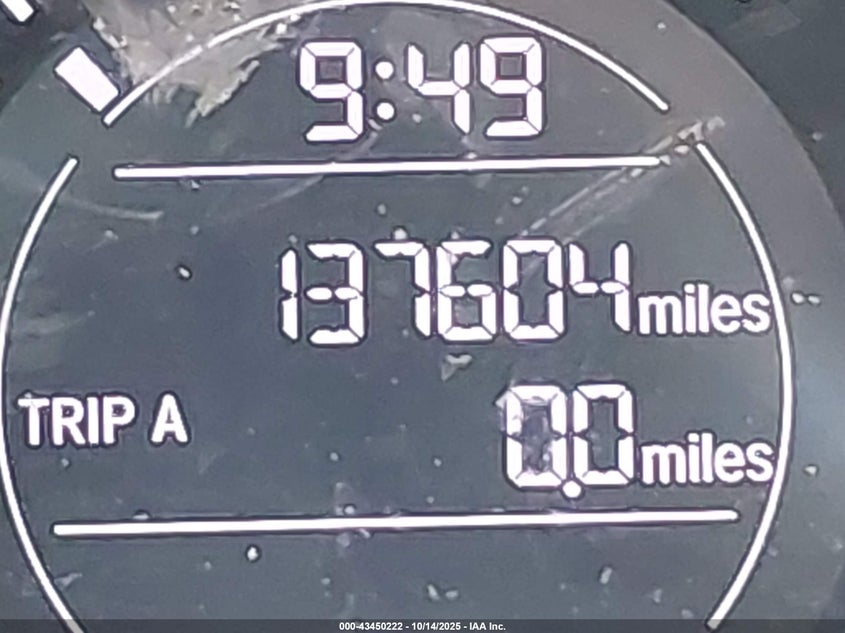 9:49
137604 miles
TRIP A 0.0 miles
000-43450222 - 10/14/2025 - IAA Inc.